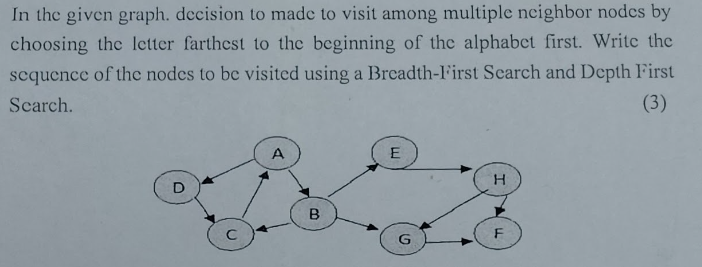 In the given graph. decision to made to visit among multiple neighbor nodes by
choosing the letter farthest to the beginning of the alphabet first. Write the
sequence of the nodes to be visited using a Breadth-First Search and Depth First
Search. (3)
A
E
D
H
B
C
G
F